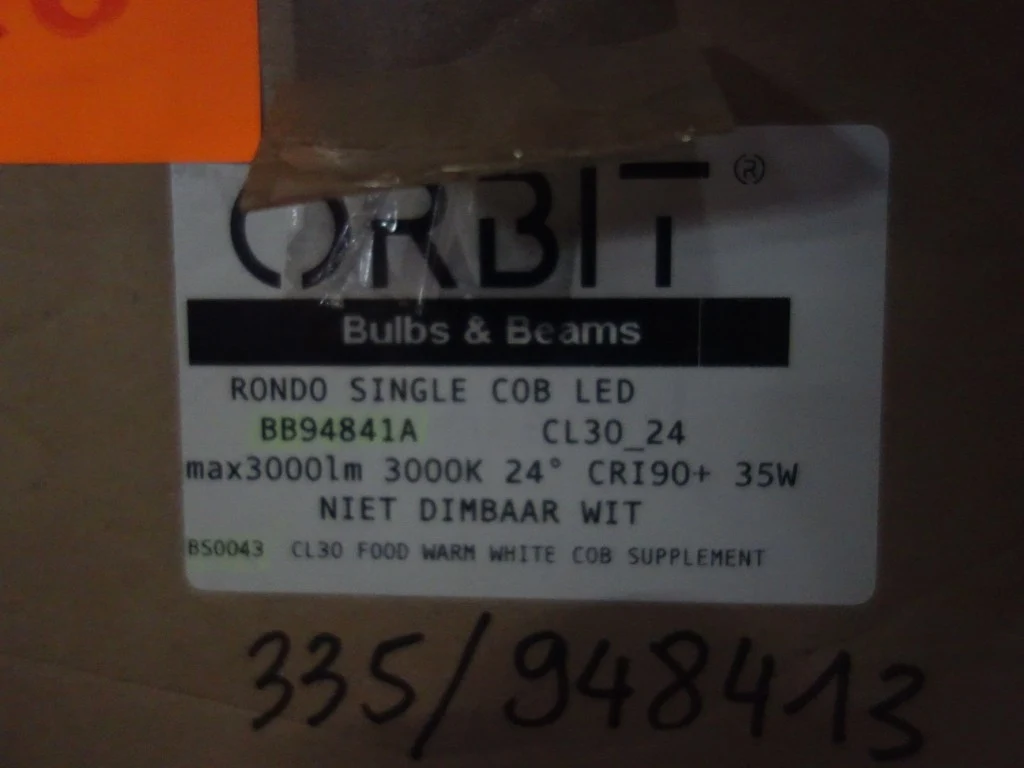 ORBIT ®
Bulbs & Beams
RONDO SINGLE COB LED
BB94841A CL30_24
max3000lm 3000K 24° CRI90+ 35W
NIET DIMBAAR WIT
BS0043 CL30 FOOD WARM WHITE COB SUPPLEMENT
335/948413